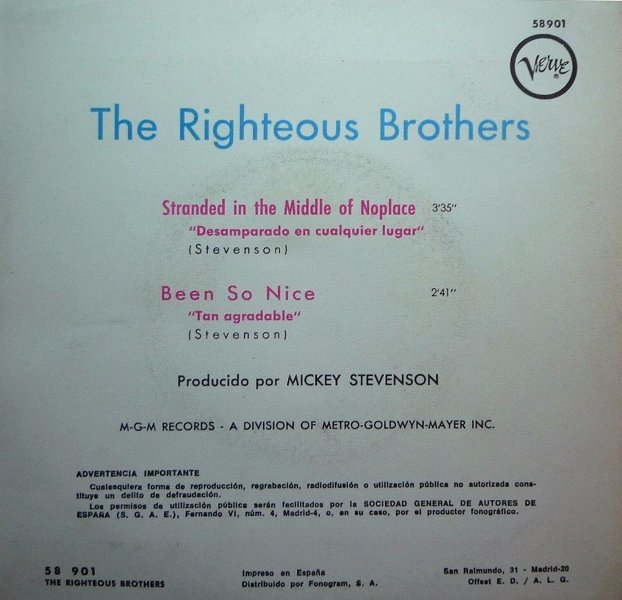 58901
Verve
The Righteous Brothers
Stranded in the Middle of Noplace 3'35"
"Desamparado en cualquier lugar"
(Stevenson)
Been So Nice 2'41"
"Tan agradable"
(Stevenson)
Producido por MICKEY STEVENSON
M-G-M RECORDS - A DIVISION OF METRO-GOLDWYN-MAYER INC.
ADVERTENCIA IMPORTANTE
Cualesquiera forma de reproducción, regrabación, radiodifusión o utilización pública no autorizada cons-
tituye un delito de defraudación.
Los permisos de utilización pública serán facilitados por la SOCIEDAD GENERAL DE AUTORES DE
ESPAÑA (S. G. A. E.), Fernando VI, núm. 4, Madrid-4, o, en su caso, por el productor fonográfico.
58 901
THE RIGHTEOUS BROTHERS
Impreso en España
Distribuido por Fonogram, S. A.
San Raimundo, 31 - Madrid-20
Offset E. D. / A. L. G.